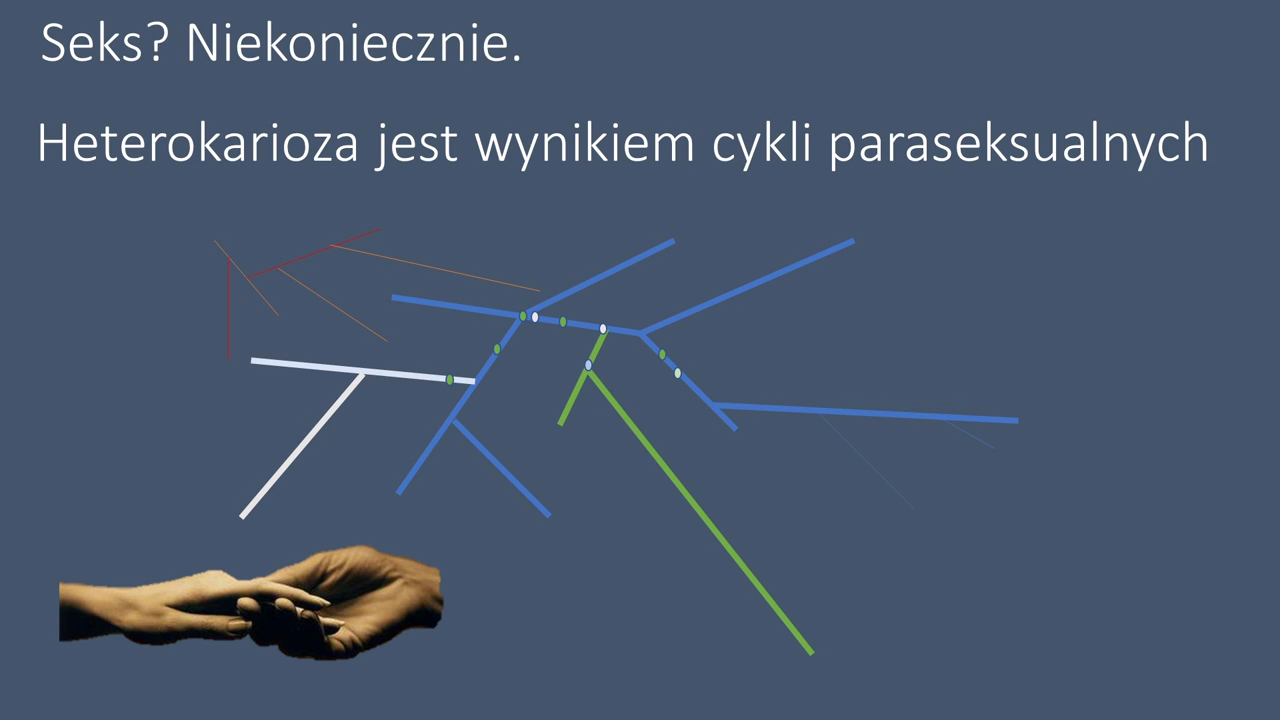 Seks? Niekoniecznie.
Heterokarioza jest wynikiem cykli paraseksualnych